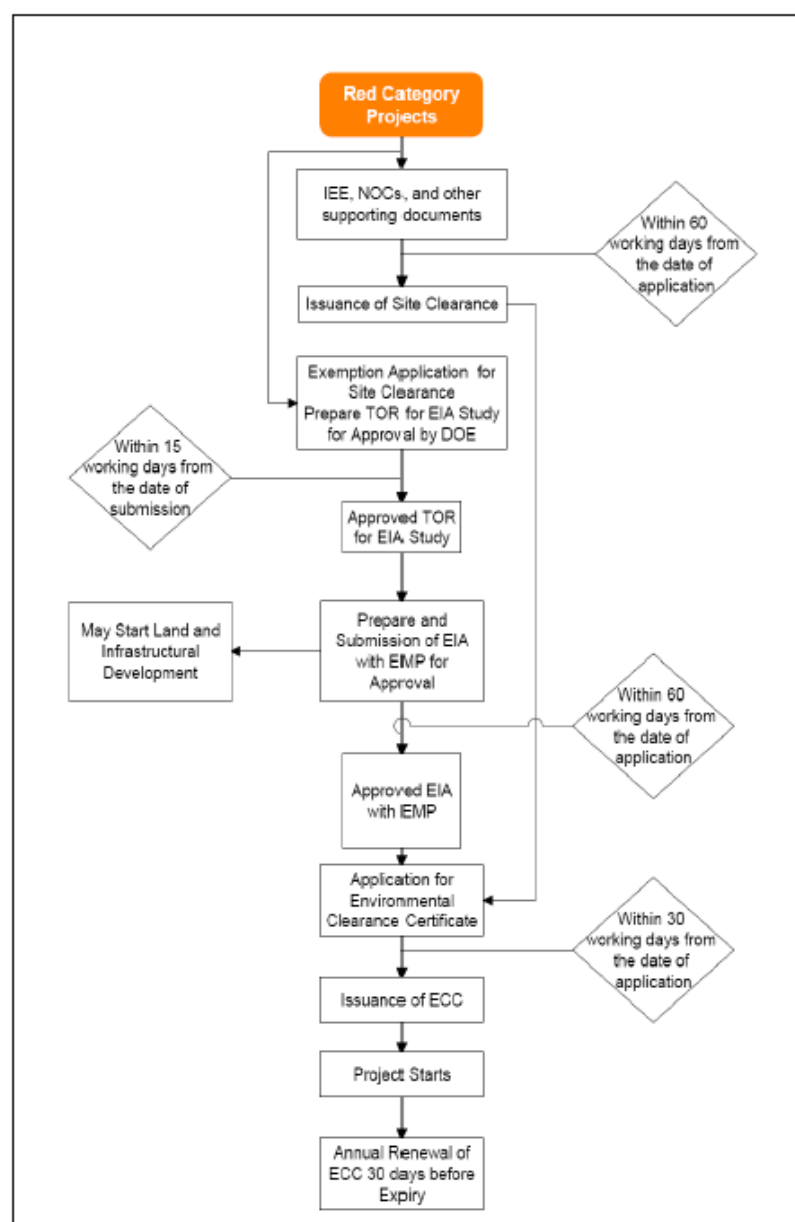 Red Category
Projects
IEE, NOCs, and other
supporting documents
Within 60
working days from
the date of
application
Issuance of Site Clearance
Exemption Application for
Site Clearance
Prepare TOR for EIA Study
for Approval by DOE
Within 15
working days from
the date of
submission
Approved TOR
for EIA Study
May Start Land and
Infrastructural
Development
Prepare and
Submission of EIA
with EMP for
Approval
Within 60
working days from
the date of
application
Approved EIA
with EMP
Application for
Environmental
Clearance Certificate
Within 30
working days from
the date of
application
Issuance of ECC
Project Starts
Annual Renewal of
ECC 30 days before
Expiry